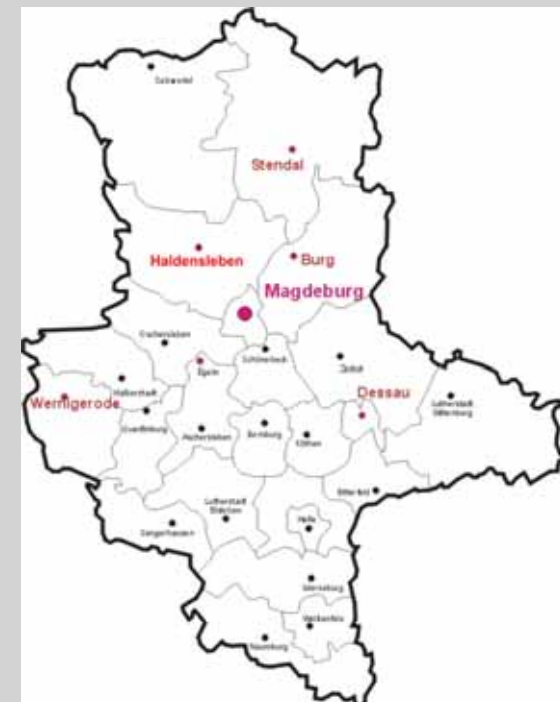 Salzwedel
Stendal
Haldensleben
Burg
Magdeburg
Oschersleben
Schönebeck
Zerbst
Egeln
Halberstadt
Wernigerode
Dessau
Lutherstadt
Wittenberg
Quedlinburg
Aschersleben
Bernburg
Köthen
Bitterfeld
Lutherstadt
Eisleben
Halle
Sangerhausen
Merseburg
Weißenfels
Naumburg